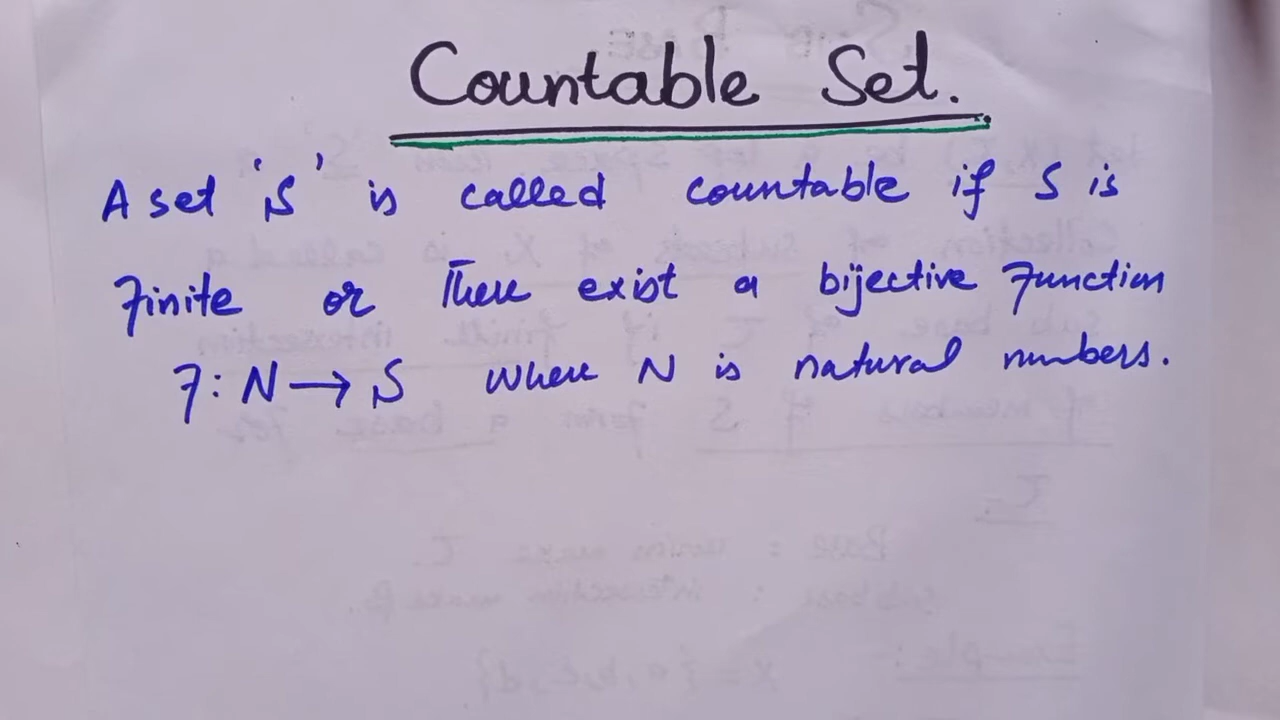 Countable Set.
A set 'S' is called countable if S is
finite or There exist a bijective function
f: N → S where N is natural numbers.